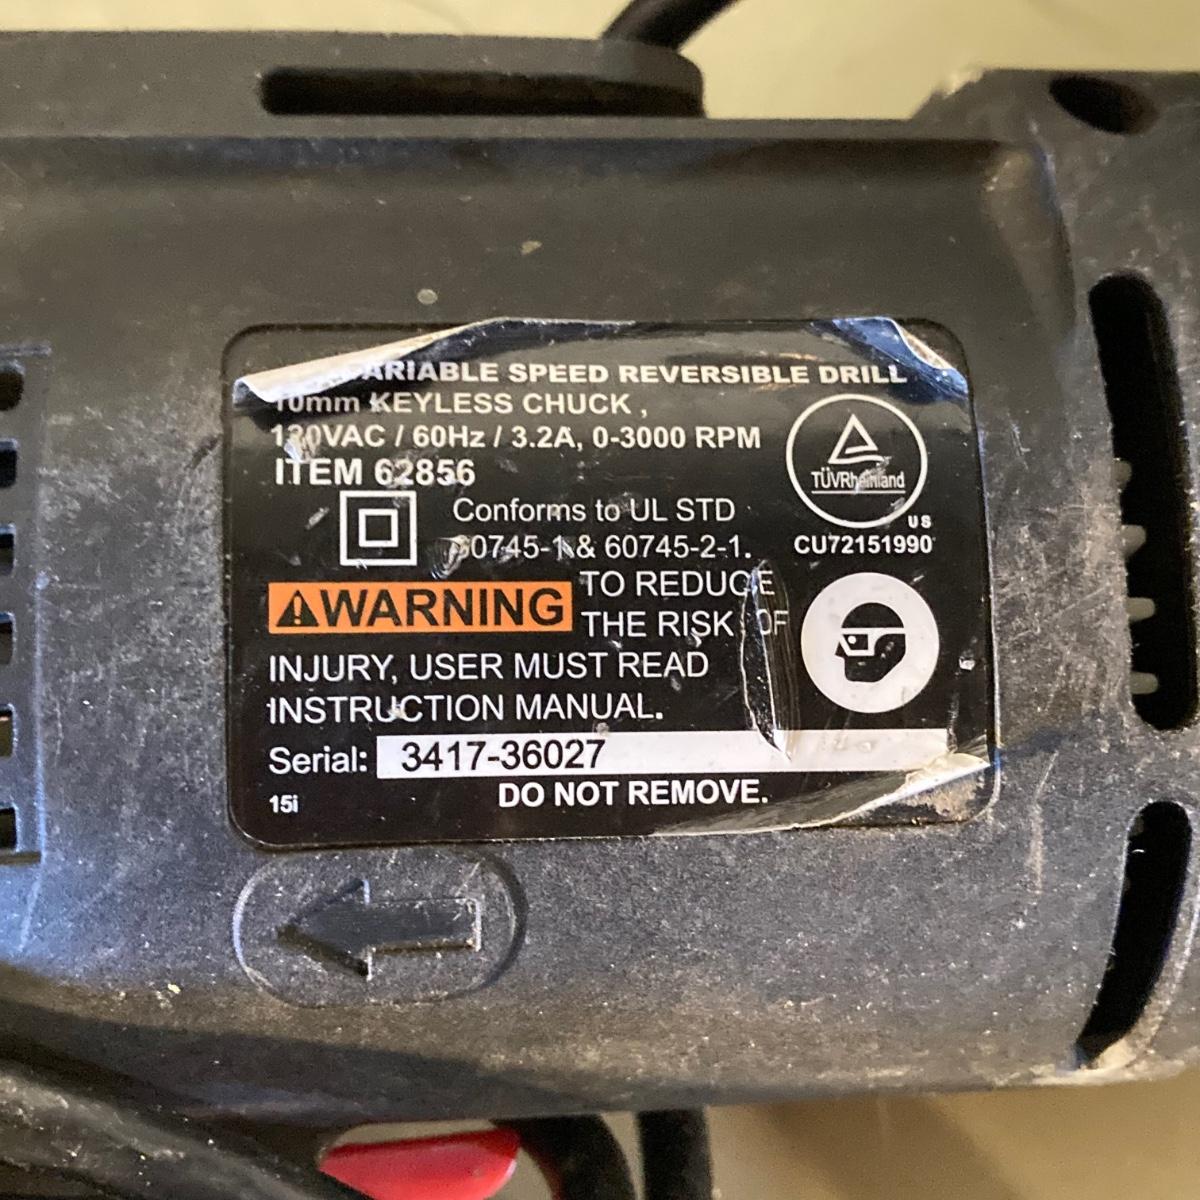 ARIABLE SPEED REVERSIBLE DRILL
10mm KEYLESS CHUCK ,
120VAC / 60Hz / 3.2A, 0-3000 RPM
ITEM 62856
TÜVRheinland
US
CU72151990
Conforms to UL STD
60745-1 & 60745-2-1.
WARNING TO REDUCE
THE RISK OF
INJURY, USER MUST READ
INSTRUCTION MANUAL.
Serial: 3417-36027
15i DO NOT REMOVE.